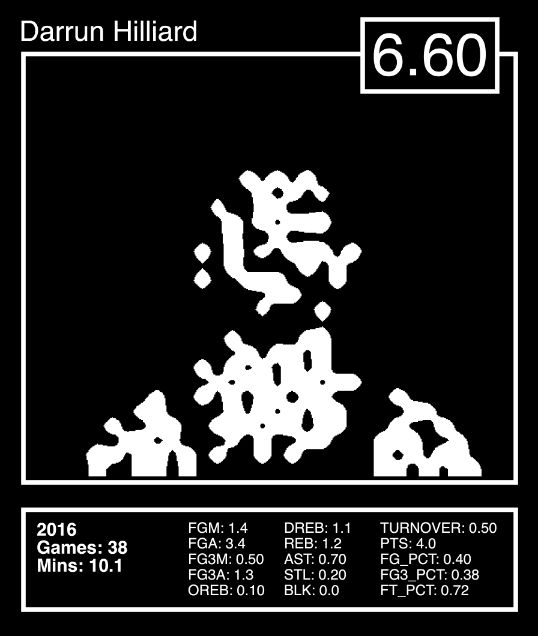 Darrun Hilliard
6.60
2016
Games: 38
Mins: 10.1
FGM: 1.4
FGA: 3.4
FG3M: 0.50
FG3A: 1.3
OREB: 0.10
DREB: 1.1
REB: 1.2
AST: 0.70
STL: 0.20
BLK: 0.0
TURNOVER: 0.50
PTS: 4.0
FG_PCT: 0.40
FG3_PCT: 0.38
FT_PCT: 0.72